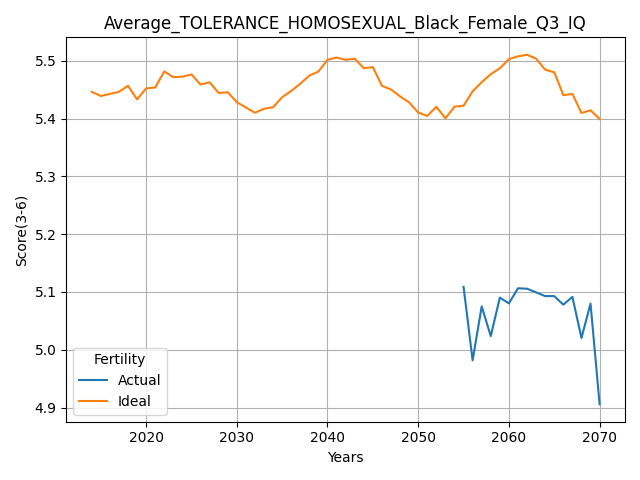 Average_TOLERANCE_HOMOSEXUAL_Black_Female_Q3_IQ
Score(3-6)
5.5
5.4
5.3
5.2
5.1
5.0
4.9
Fertility
Actual
Ideal
2020 2030 2040 2050 2060 2070
Years